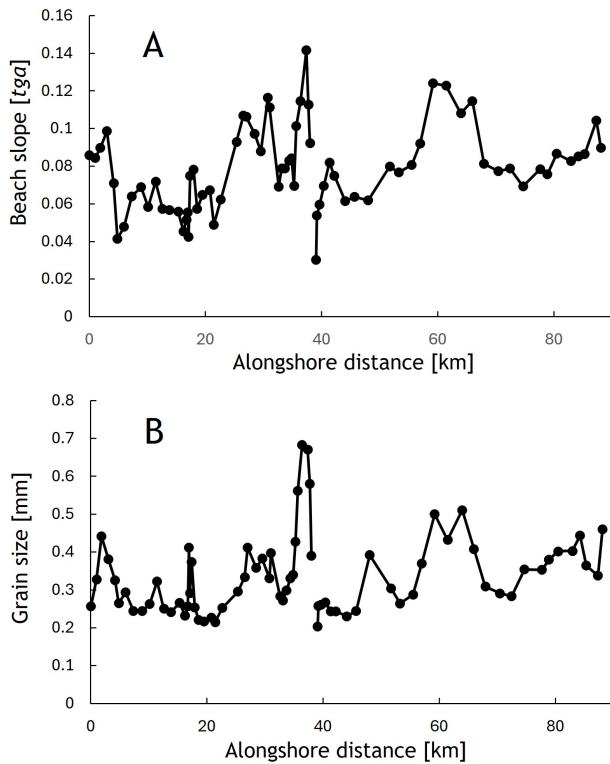 0.16
A
0.14
0.12
0.1
0.08
0.06
0.04
0.02
0
Beach slope [tga]
0 20 40 60 80
Alongshore distance [km]
0.8
B
0.7
0.6
0.5
0.4
0.3
0.2
0.1
0
Grain size [mm]
0 20 40 60 80
Alongshore distance [km]